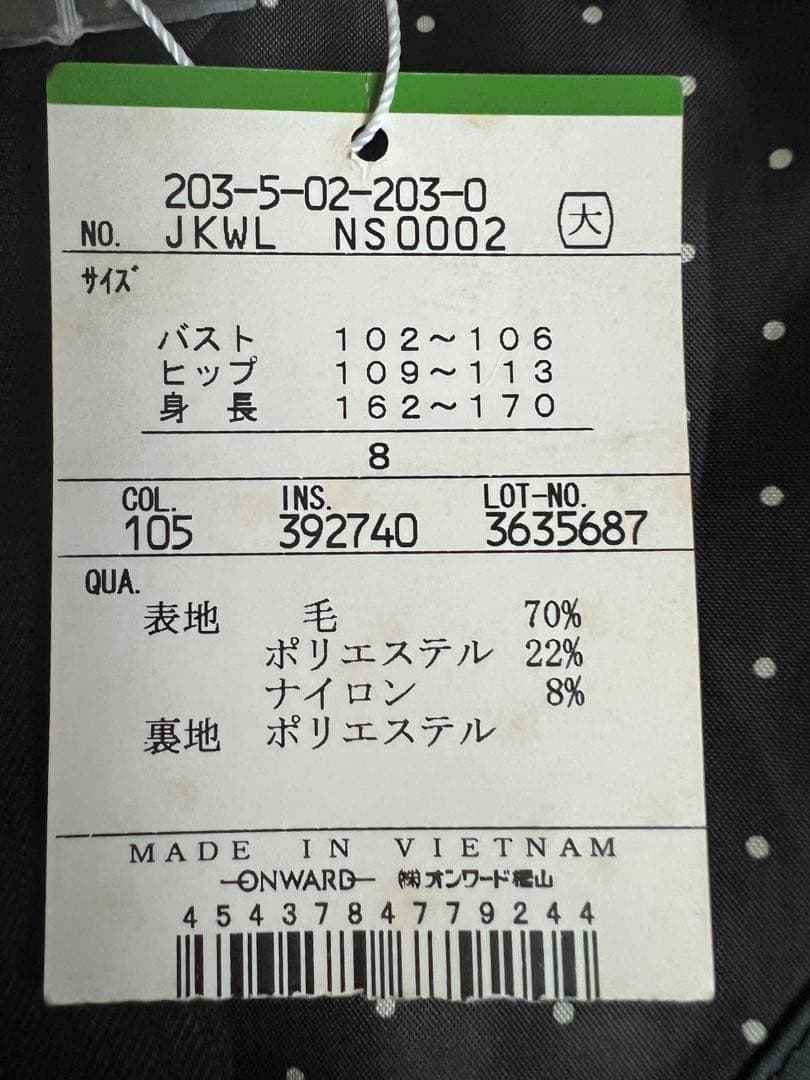 203-5-02-203-0
NO. JKWL NS0002 大
サイズ
バスト 102～106
ヒップ 109～113
身長 162～170
8
COL. INS. LOT-NO.
105 392740 3635687
QUA.
表地 毛 70%
ポリエステル 22%
ナイロン 8%
裏地 ポリエステル
MADE IN VIETNAM
ONWARD ㈱オンワード樫山
4543784779244